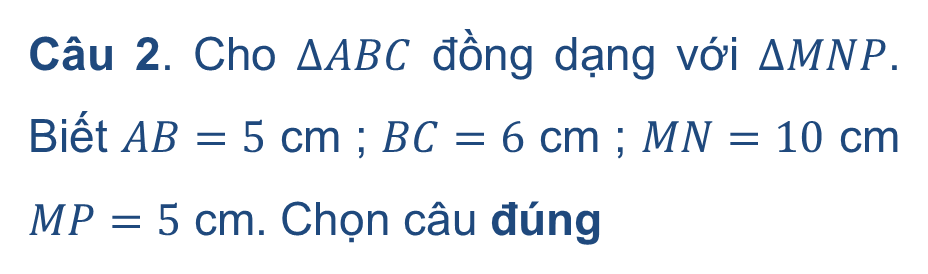 Câu 2. Cho ΔABC đồng dạng với ΔMNP.
Biết AB = 5 cm ; BC = 6 cm ; MN = 10 cm
MP = 5 cm. Chọn câu đúng